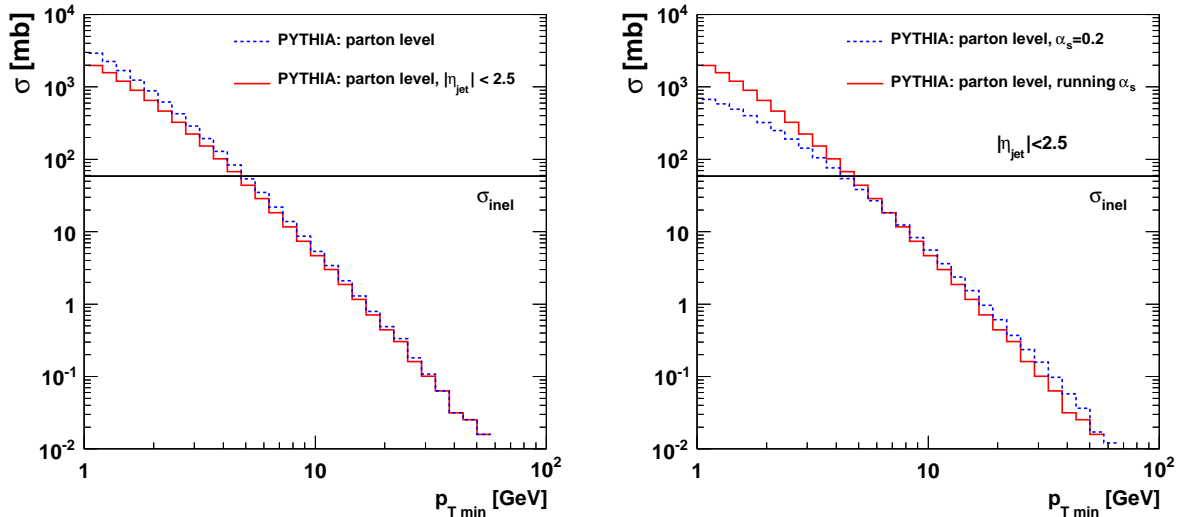 σ [mb]
10^4
10^3
10^2
10
1
10^-1
10^-2
PYTHIA: parton level
PYTHIA: parton level, |η_jet| < 2.5
σ_inel
1
10
10^2
p_T min [GeV]
σ [mb]
10^4
10^3
10^2
10
1
10^-1
10^-2
PYTHIA: parton level, α_s=0.2
PYTHIA: parton level, running α_s
|η_jet|<2.5
σ_inel
1
10
10^2
p_T min [GeV]